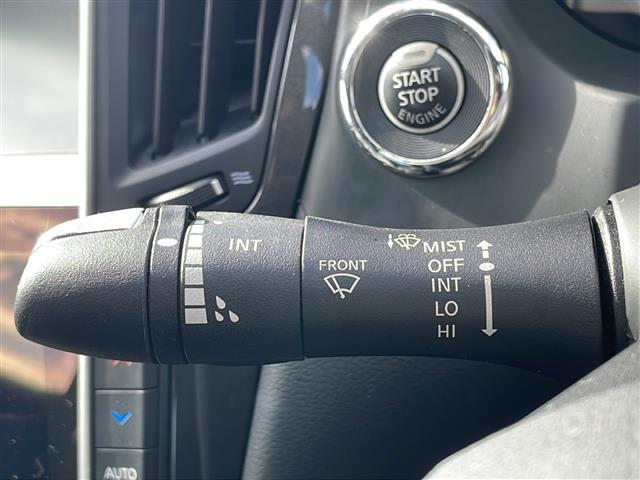 START
STOP
ENGINE
INT
FRONT
MIST
OFF
INT
LO
HI
AUTO